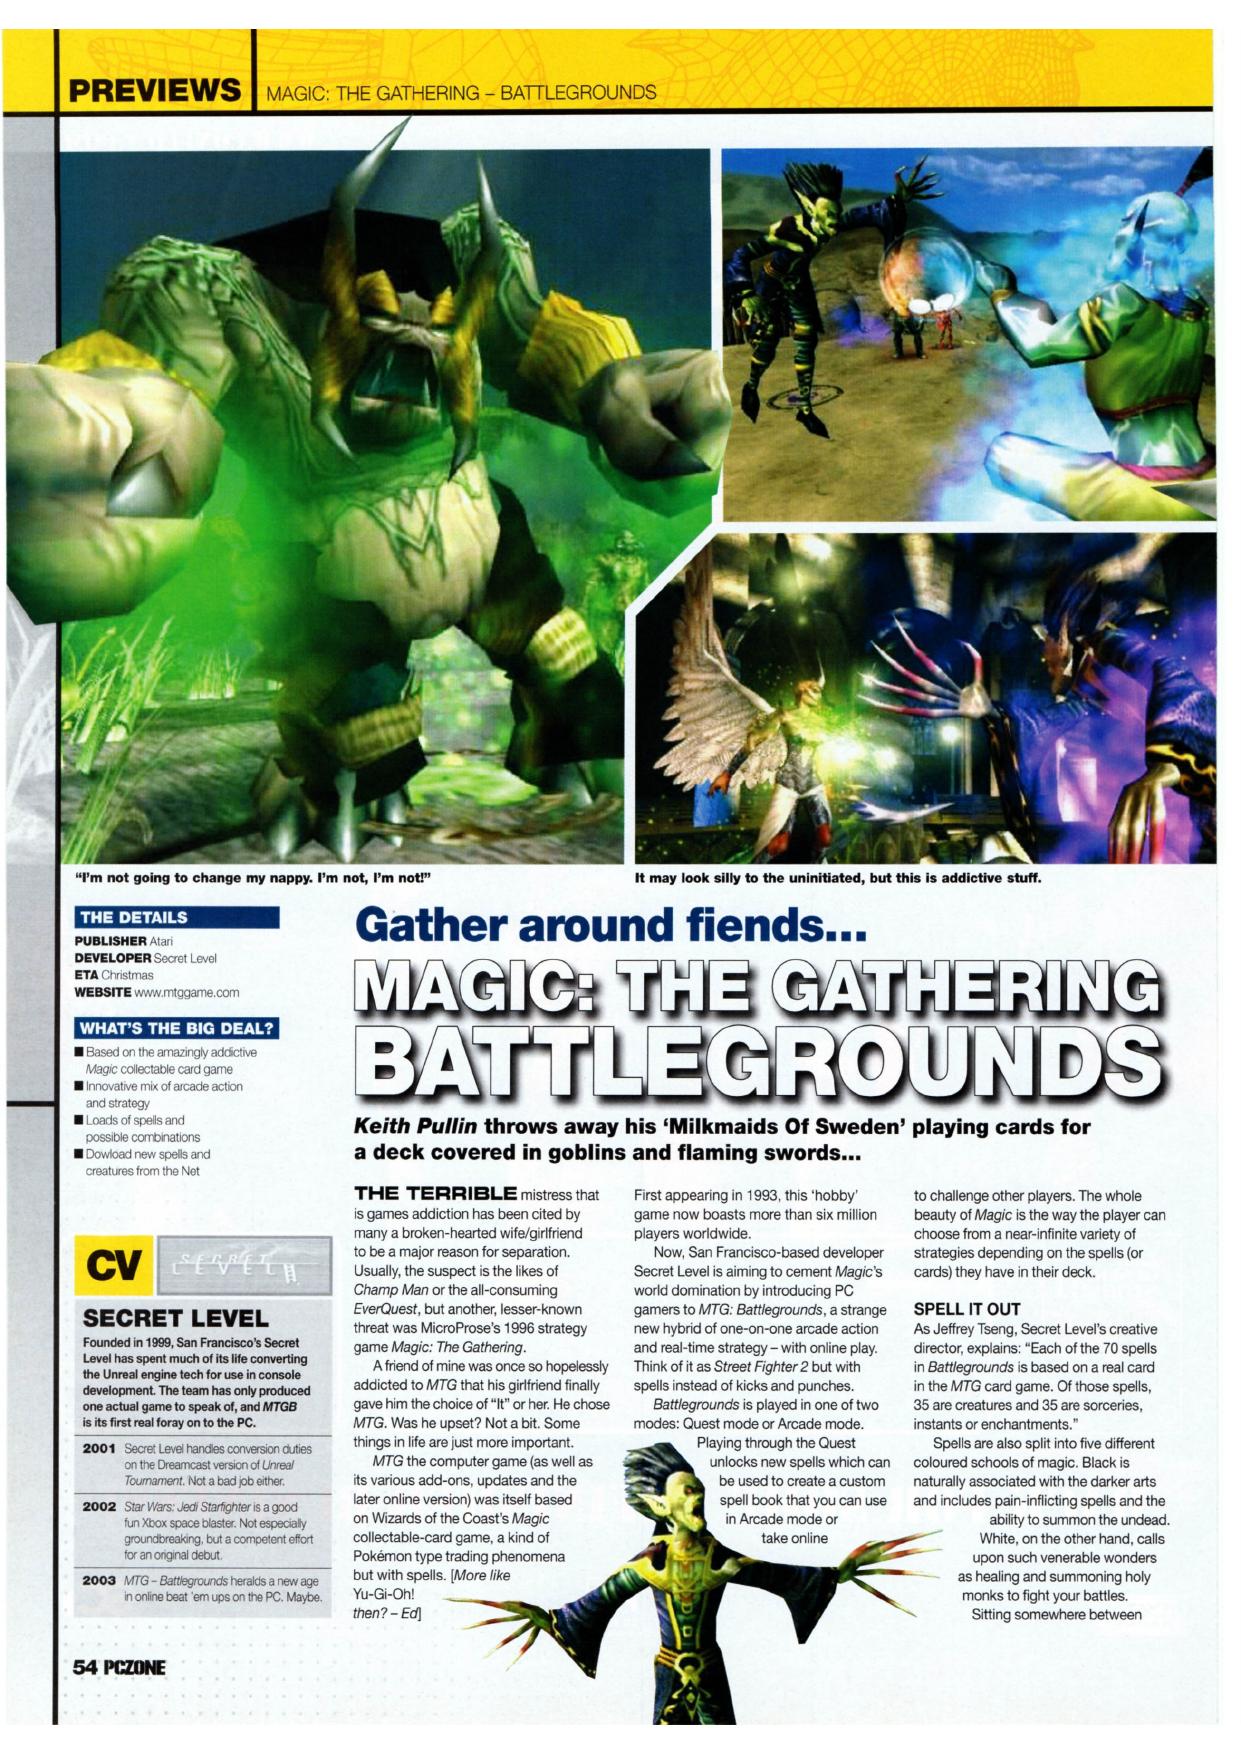 PREVIEWS
MAGIC: THE GATHERING – BATTLEGROUNDS
“I'm not going to change my nappy. I'm not, I'm not!”
It may look silly to the uninitiated, but this is addictive stuff.
THE DETAILS
PUBLISHER Atari
DEVELOPER Secret Level
ETA Christmas
WEBSITE www.mtggame.com
WHAT'S THE BIG DEAL?
■ Based on the amazingly addictive
Magic collectable card game
■ Innovative mix of arcade action
and strategy
■ Loads of spells and
possible combinations
■ Dowload new spells and
creatures from the Net
CV
SECRET
LEVEL
SECRET LEVEL
Founded in 1999, San Francisco's Secret
Level has spent much of its life converting
the Unreal engine tech for use in console
development. The team has only produced
one actual game to speak of, and MTGB
is its first real foray on to the PC.
2001 Secret Level handles conversion duties
on the Dreamcast version of Unreal
Tournament. Not a bad job either.
2002 Star Wars: Jedi Starfighter is a good
fun Xbox space blaster. Not especially
groundbreaking, but a competent effort
for an original debut.
2003 MTG – Battlegrounds heralds a new age
in online beat 'em ups on the PC. Maybe.
Gather around fiends...
MAGIC: THE GATHERING
BATTLEGROUNDS
Keith Pullin throws away his ‘Milkmaids Of Sweden’ playing cards for
a deck covered in goblins and flaming swords...
THE TERRIBLE mistress that
is games addiction has been cited by
many a broken-hearted wife/girlfriend
to be a major reason for separation.
Usually, the suspect is the likes of
Champ Man or the all-consuming
EverQuest, but another, lesser-known
threat was MicroProse's 1996 strategy
game Magic: The Gathering.
A friend of mine was once so hopelessly
addicted to MTG that his girlfriend finally
gave him the choice of “It” or her. He chose
MTG. Was he upset? Not a bit. Some
things in life are just more important.
MTG the computer game (as well as
its various add-ons, updates and the
later online version) was itself based
on Wizards of the Coast's Magic
collectable-card game, a kind of
Pokémon type trading phenomena
but with spells. [More like
Yu-Gi-Oh!
then? – Ed]
First appearing in 1993, this ‘hobby’
game now boasts more than six million
players worldwide.
Now, San Francisco-based developer
Secret Level is aiming to cement Magic's
world domination by introducing PC
gamers to MTG: Battlegrounds, a strange
new hybrid of one-on-one arcade action
and real-time strategy – with online play.
Think of it as Street Fighter 2 but with
spells instead of kicks and punches.
Battlegrounds is played in one of two
modes: Quest mode or Arcade mode.
Playing through the Quest
unlocks new spells which can
be used to create a custom
spell book that you can use
in Arcade mode or
take online
to challenge other players. The whole
beauty of Magic is the way the player can
choose from a near-infinite variety of
strategies depending on the spells (or
cards) they have in their deck.
SPELL IT OUT
As Jeffrey Tseng, Secret Level's creative
director, explains: “Each of the 70 spells
in Battlegrounds is based on a real card
in the MTG card game. Of those spells,
35 are creatures and 35 are sorceries,
instants or enchantments.”
Spells are also split into five different
coloured schools of magic. Black is
naturally associated with the darker arts
and includes pain-inflicting spells and the
ability to summon the undead.
White, on the other hand, calls
upon such venerable wonders
as healing and summoning holy
monks to fight your battles.
Sitting somewhere between
54 PCZONE